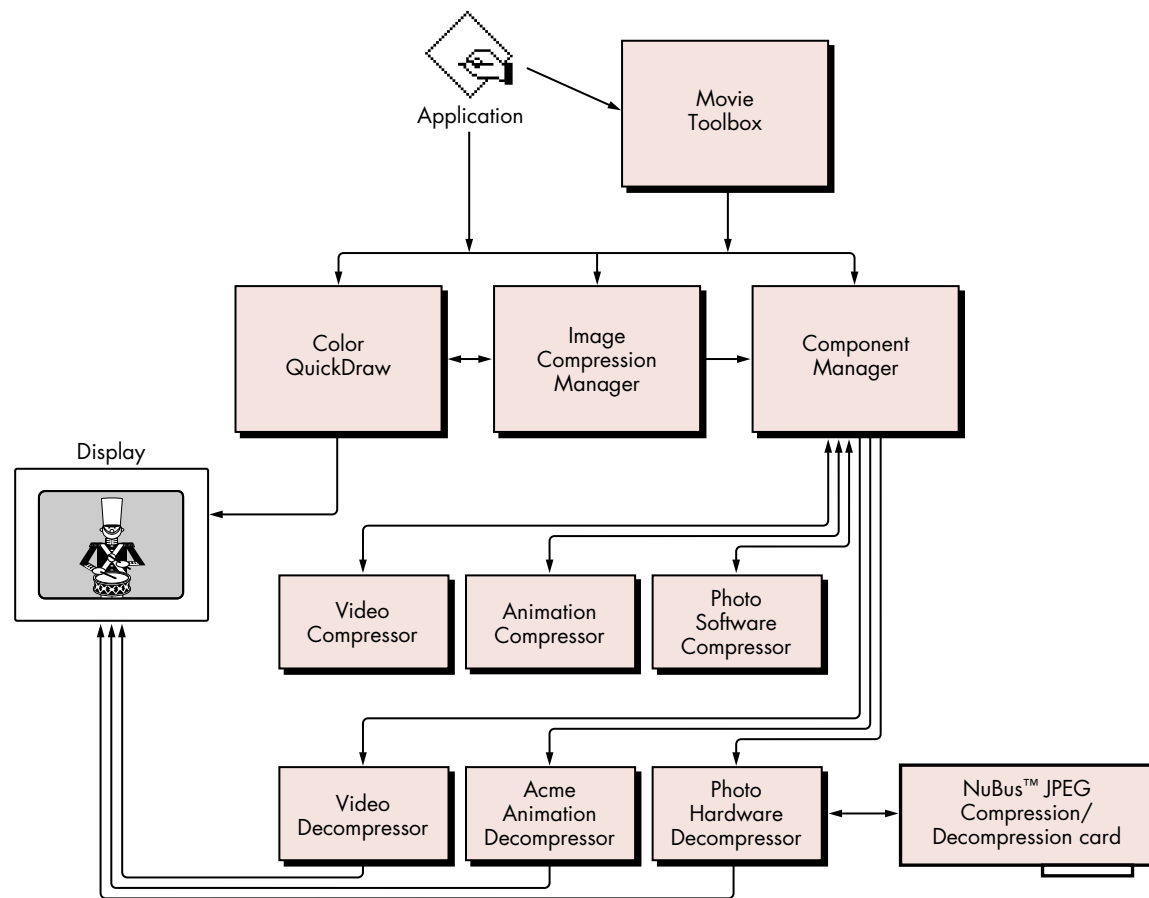 Application
Movie
Toolbox
Color
QuickDraw
Image
Compression
Manager
Component
Manager
Display
Video
Compressor
Animation
Compressor
Photo
Software
Compressor
Video
Decompressor
Acme
Animation
Decompressor
Photo
Hardware
Decompressor
NuBus™ JPEG
Compression/
Decompression card